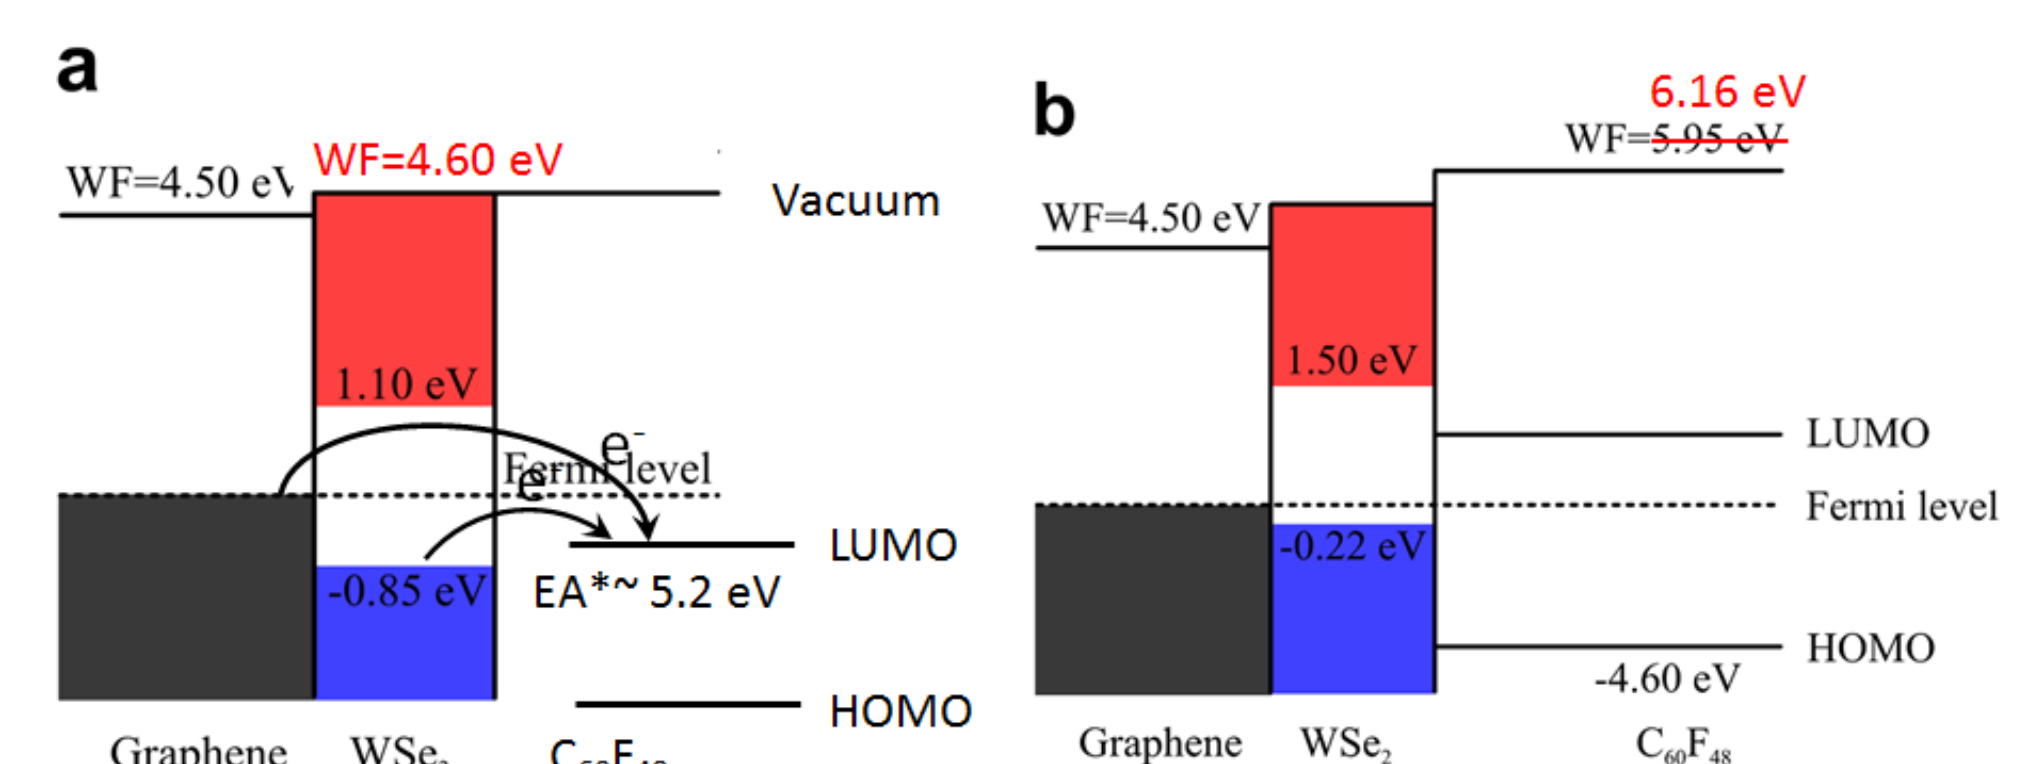 a
WF=4.50 eV
WF=4.60 eV
Vacuum
1.10 eV
e⁻
Fermi level
e⁻
-0.85 eV
LUMO
EA*~ 5.2 eV
HOMO
Graphene
WSe₂
C₆₀F₄₈
b
6.16 eV
WF=5.95 eV
WF=4.50 eV
1.50 eV
LUMO
Fermi level
-0.22 eV
HOMO
-4.60 eV
Graphene
WSe₂
C₆₀F₄₈